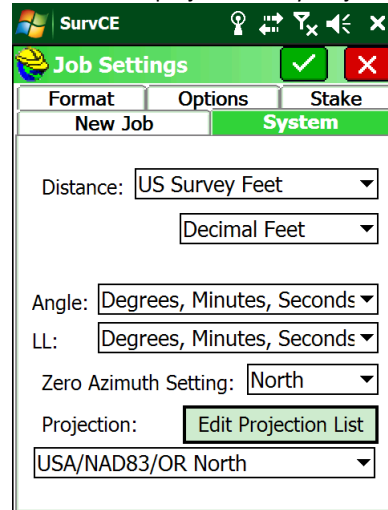 SurvCE
Job Settings
Format Options Stake
New Job System
Distance: US Survey Feet
Decimal Feet
Angle: Degrees, Minutes, Seconds
LL: Degrees, Minutes, Seconds
Zero Azimuth Setting: North
Projection: Edit Projection List
USA/NAD83/OR North